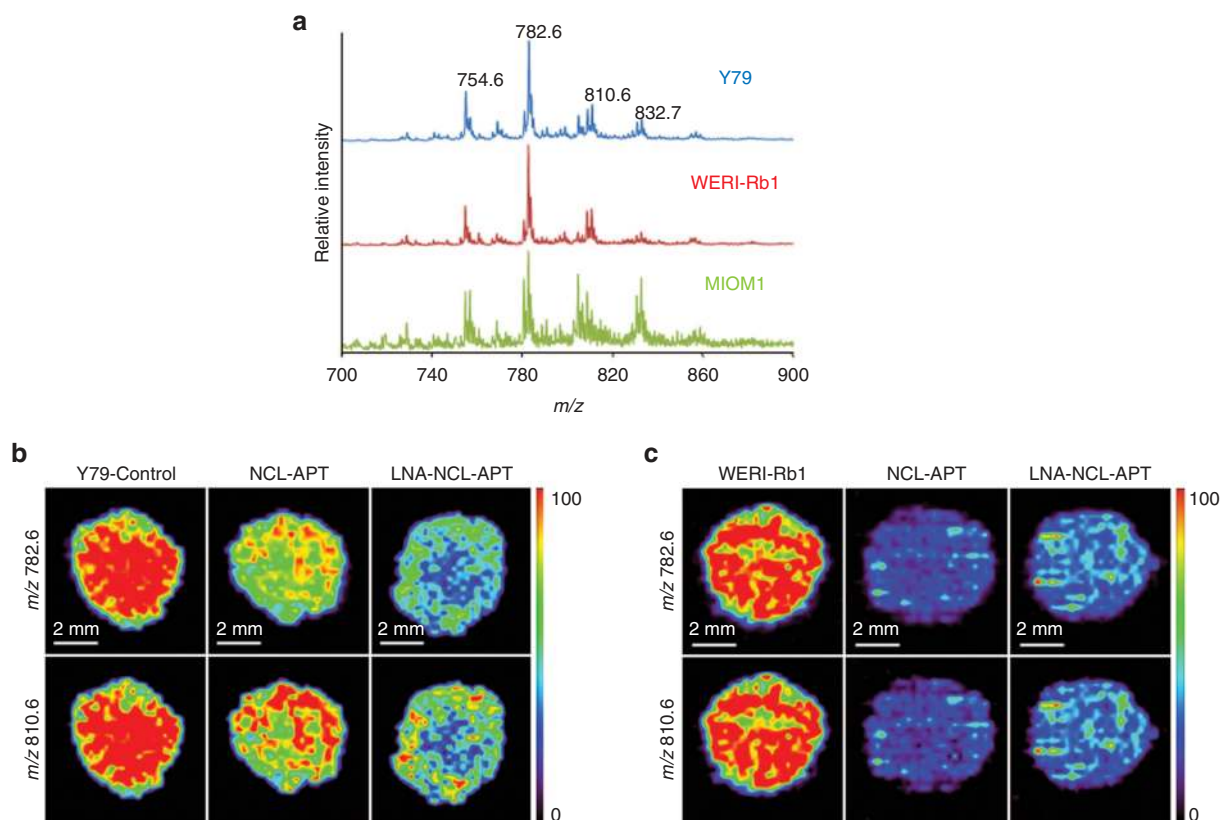 a
782.6
754.6
810.6
832.7
Y79
WERI-Rb1
MIOM1
Relative intensity
700 740 780 820 860 900
m/z
b
Y79-Control NCL-APT LNA-NCL-APT
100
m/z 782.6
2 mm 2 mm 2 mm
m/z 810.6
0
c
WERI-Rb1 NCL-APT LNA-NCL-APT
100
m/z 782.6
2 mm 2 mm 2 mm
m/z 810.6
0